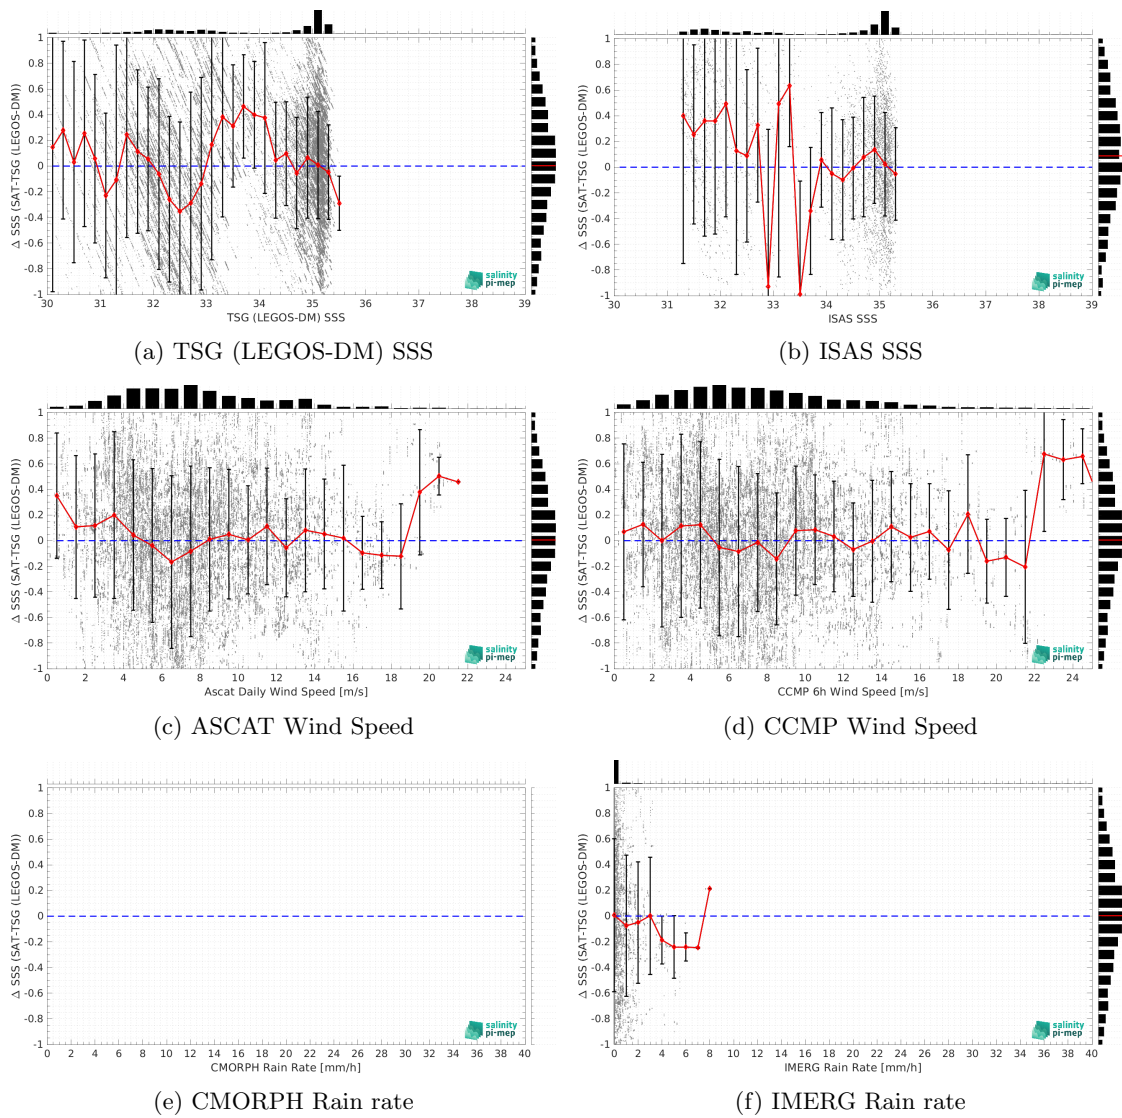 1
0.8
0.6
0.4
0.2
0
-0.2
-0.4
-0.6
-0.8
-1
Δ SSS (SAT-TSG (LEGOS-DM))
salinity
pi-mep
30 31 32 33 34 35 36 37 38 39
TSG (LEGOS-DM) SSS
(a) TSG (LEGOS-DM) SSS
1
0.8
0.6
0.4
0.2
0
-0.2
-0.4
-0.6
-0.8
-1
Δ SSS (SAT-TSG (LEGOS-DM))
salinity
pi-mep
30 31 32 33 34 35 36 37 38 39
ISAS SSS
(b) ISAS SSS
1
0.8
0.6
0.4
0.2
0
-0.2
-0.4
-0.6
-0.8
-1
Δ SSS (SAT-TSG (LEGOS-DM))
salinity
pi-mep
0 2 4 6 8 10 12 14 16 18 20 22 24
Ascat Daily Wind Speed [m/s]
(c) ASCAT Wind Speed
1
0.8
0.6
0.4
0.2
0
-0.2
-0.4
-0.6
-0.8
-1
Δ SSS (SAT-TSG (LEGOS-DM))
salinity
pi-mep
0 2 4 6 8 10 12 14 16 18 20 22 24
CCMP 6h Wind Speed [m/s]
(d) CCMP Wind Speed
1
0.8
0.6
0.4
0.2
0
-0.2
-0.4
-0.6
-0.8
-1
Δ SSS (SAT-TSG (LEGOS-DM))
salinity
pi-mep
0 2 4 6 8 10 12 14 16 18 20 22 24 26 28 30 32 34 36 38 40
CMORPH Rain Rate [mm/h]
(e) CMORPH Rain rate
1
0.8
0.6
0.4
0.2
0
-0.2
-0.4
-0.6
-0.8
-1
Δ SSS (SAT-TSG (LEGOS-DM))
salinity
pi-mep
0 2 4 6 8 10 12 14 16 18 20 22 24 26 28 30 32 34 36 38 40
IMERG Rain Rate [mm/h]
(f) IMERG Rain rate